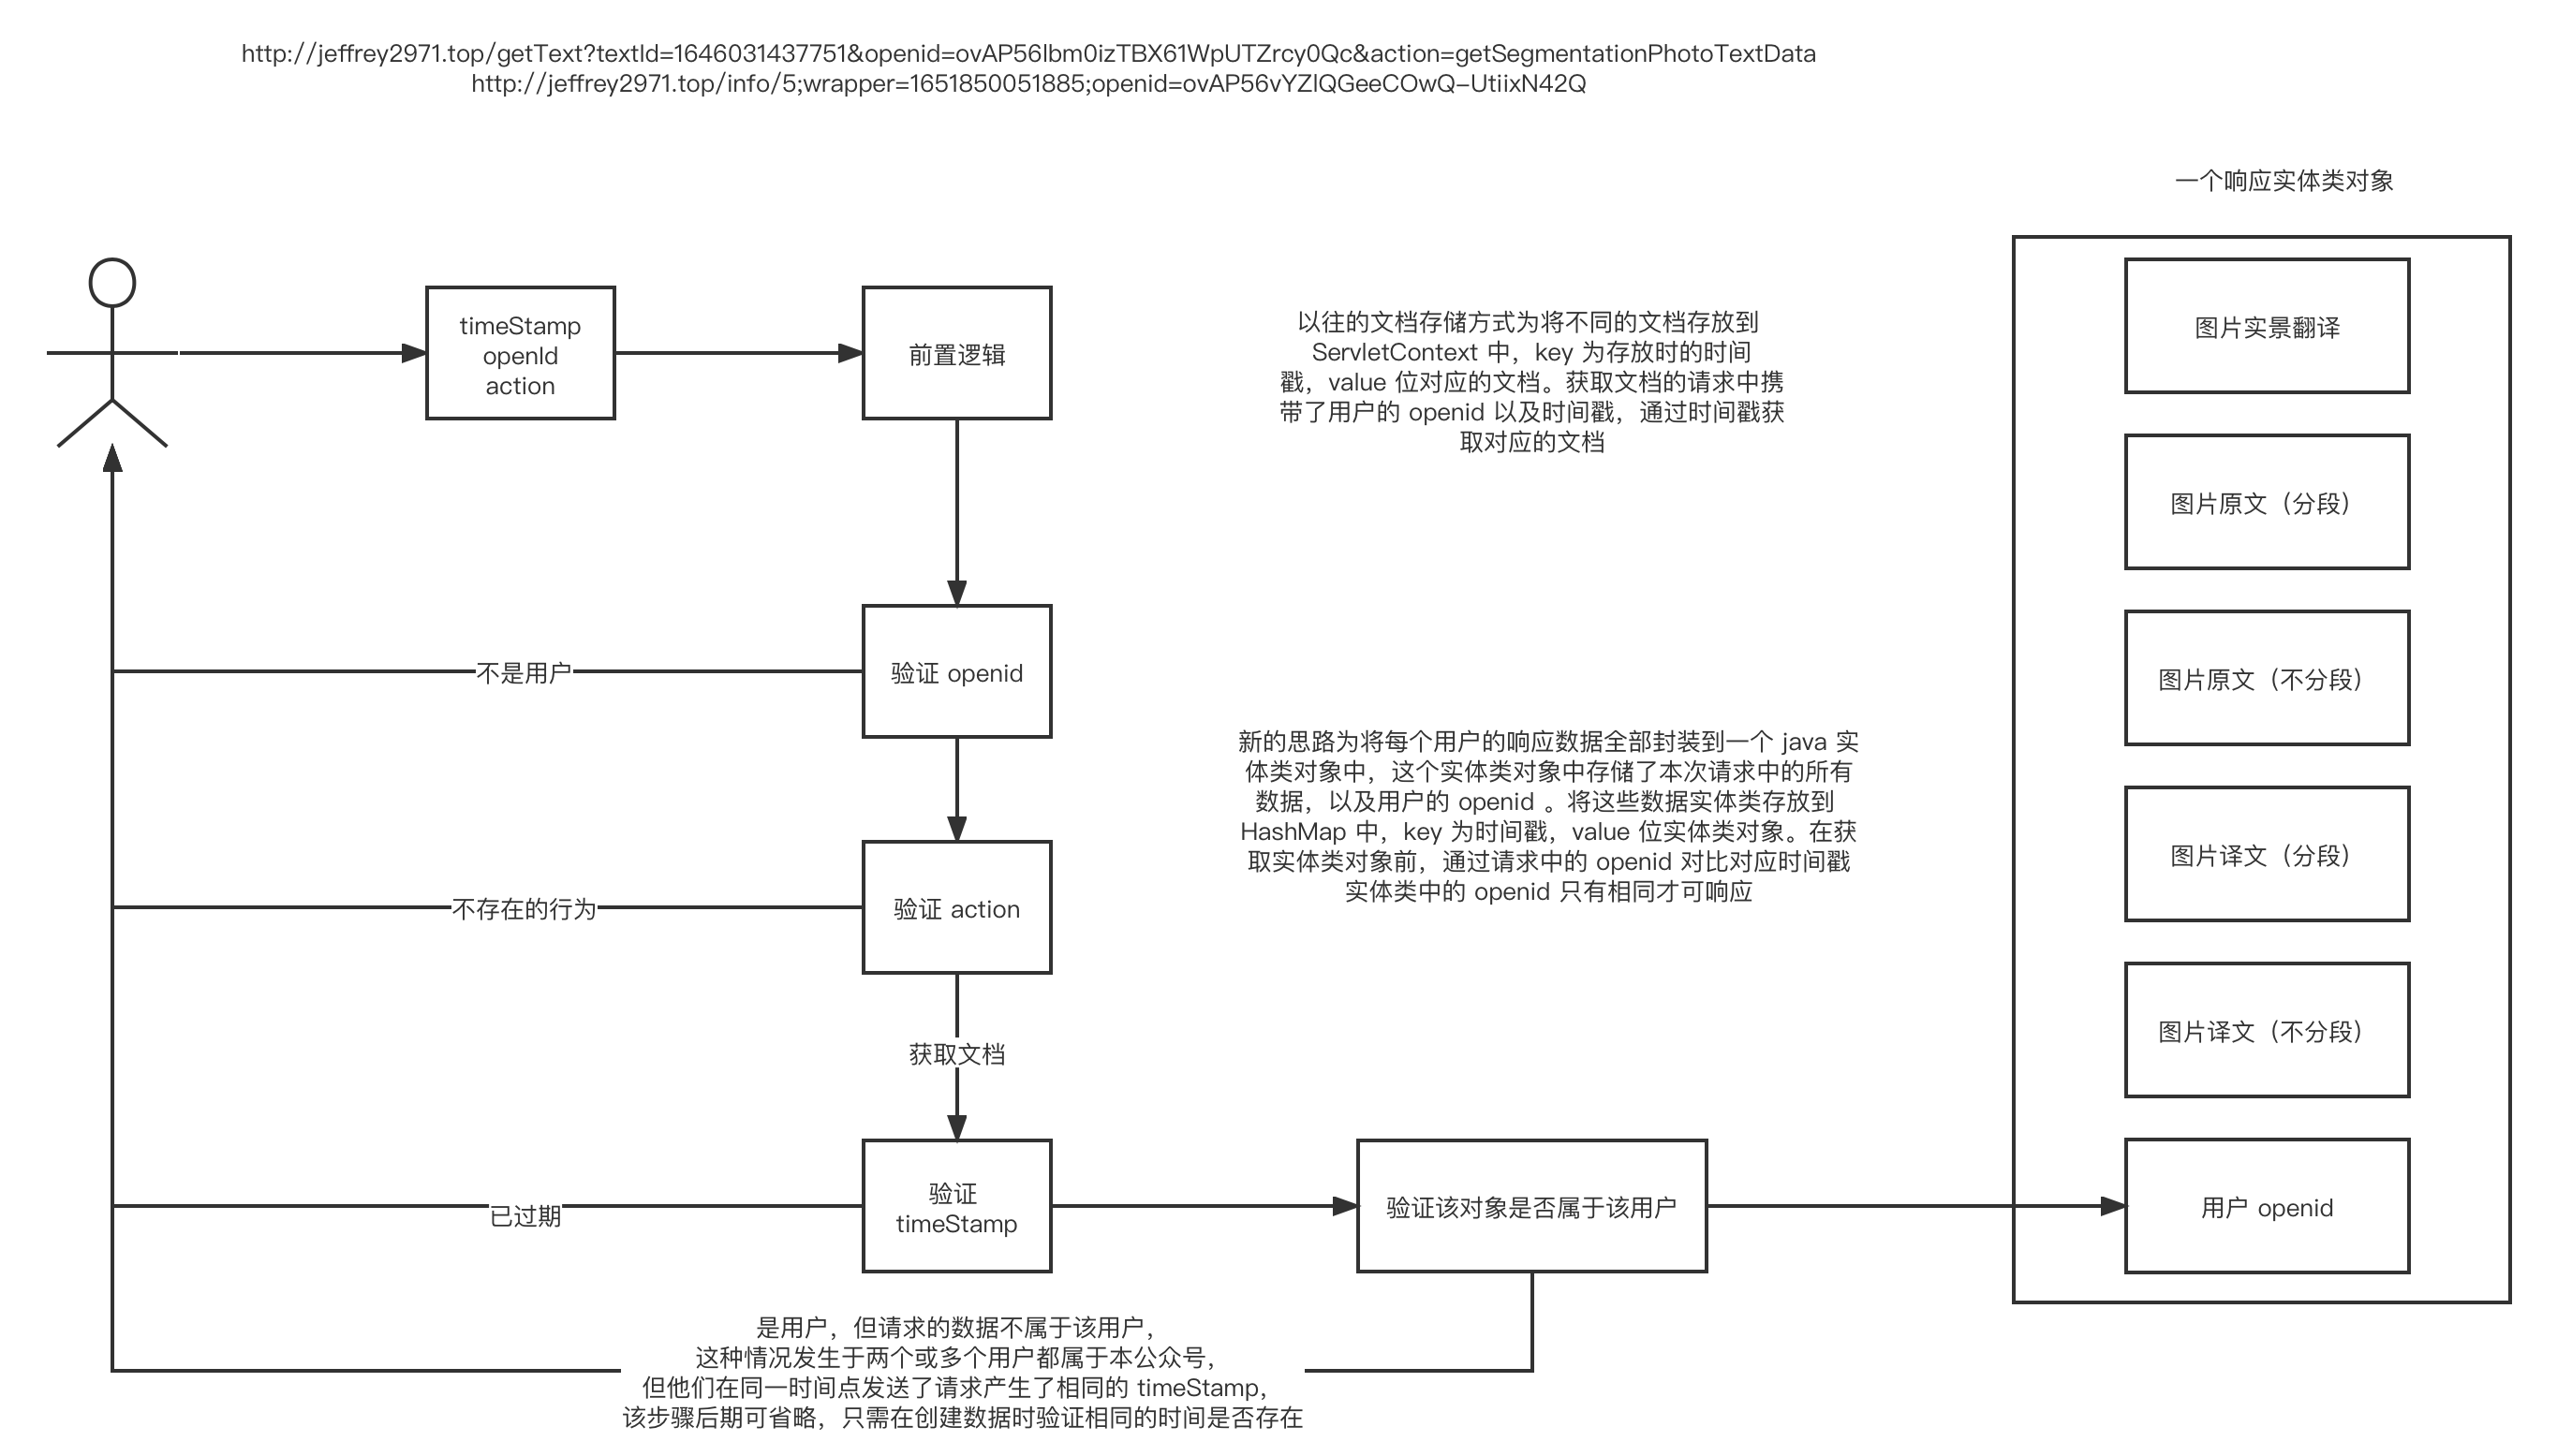 http://jeffrey2971.top/getText?textId=1646031437751&openid=ovAP56lbm0izTBX61WpUTZrcy0Qc&action=getSegmentationPhotoTextData
http://jeffrey2971.top/info/5;wrapper=1651850051885;openid=ovAP56vYZlQGeeCOwQ-UtiixN42Q
一个响应实体类对象
timeStamp
openId
action
前置逻辑
以往的文档存储方式为将不同的文档存放到
ServletContext 中，key 为存放时的时间
戳，value 位对应的文档。获取文档的请求中携
带了用户的 openid 以及时间戳，通过时间戳获
取对应的文档
图片实景翻译
图片原文（分段）
不是用户
验证 openid
图片原文（不分段）
新的思路为将每个用户的响应数据全部封装到一个 java 实
体类对象中，这个实体类对象中存储了本次请求中的所有
数据，以及用户的 openid 。将这些数据实体类存放到
HashMap 中，key 为时间戳，value 位实体类对象。在获
取实体类对象前，通过请求中的 openid 对比对应时间戳
实体类中的 openid 只有相同才可响应
不存在的行为
验证 action
图片译文（分段）
获取文档
图片译文（不分段）
已过期
验证
timeStamp
验证该对象是否属于该用户
用户 openid
是用户，但请求的数据不属于该用户，
这种情况发生于两个或多个用户都属于本公众号，
但他们在同一时间点发送了请求产生了相同的 timeStamp，
该步骤后期可省略，只需在创建数据时验证相同的时间是否存在